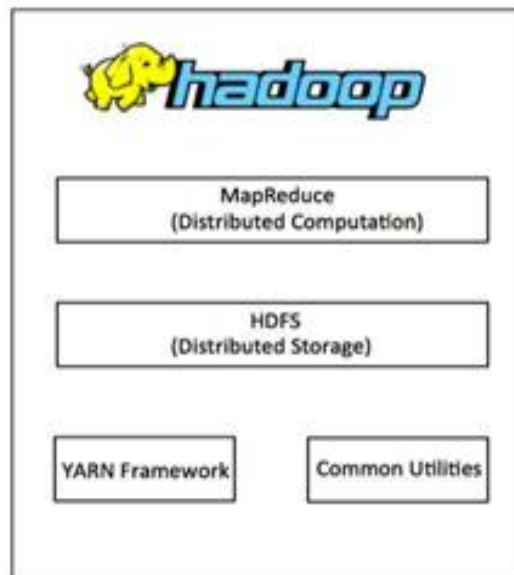 hadoop
MapReduce
(Distributed Computation)
HDFS
(Distributed Storage)
YARN Framework
Common Utilities